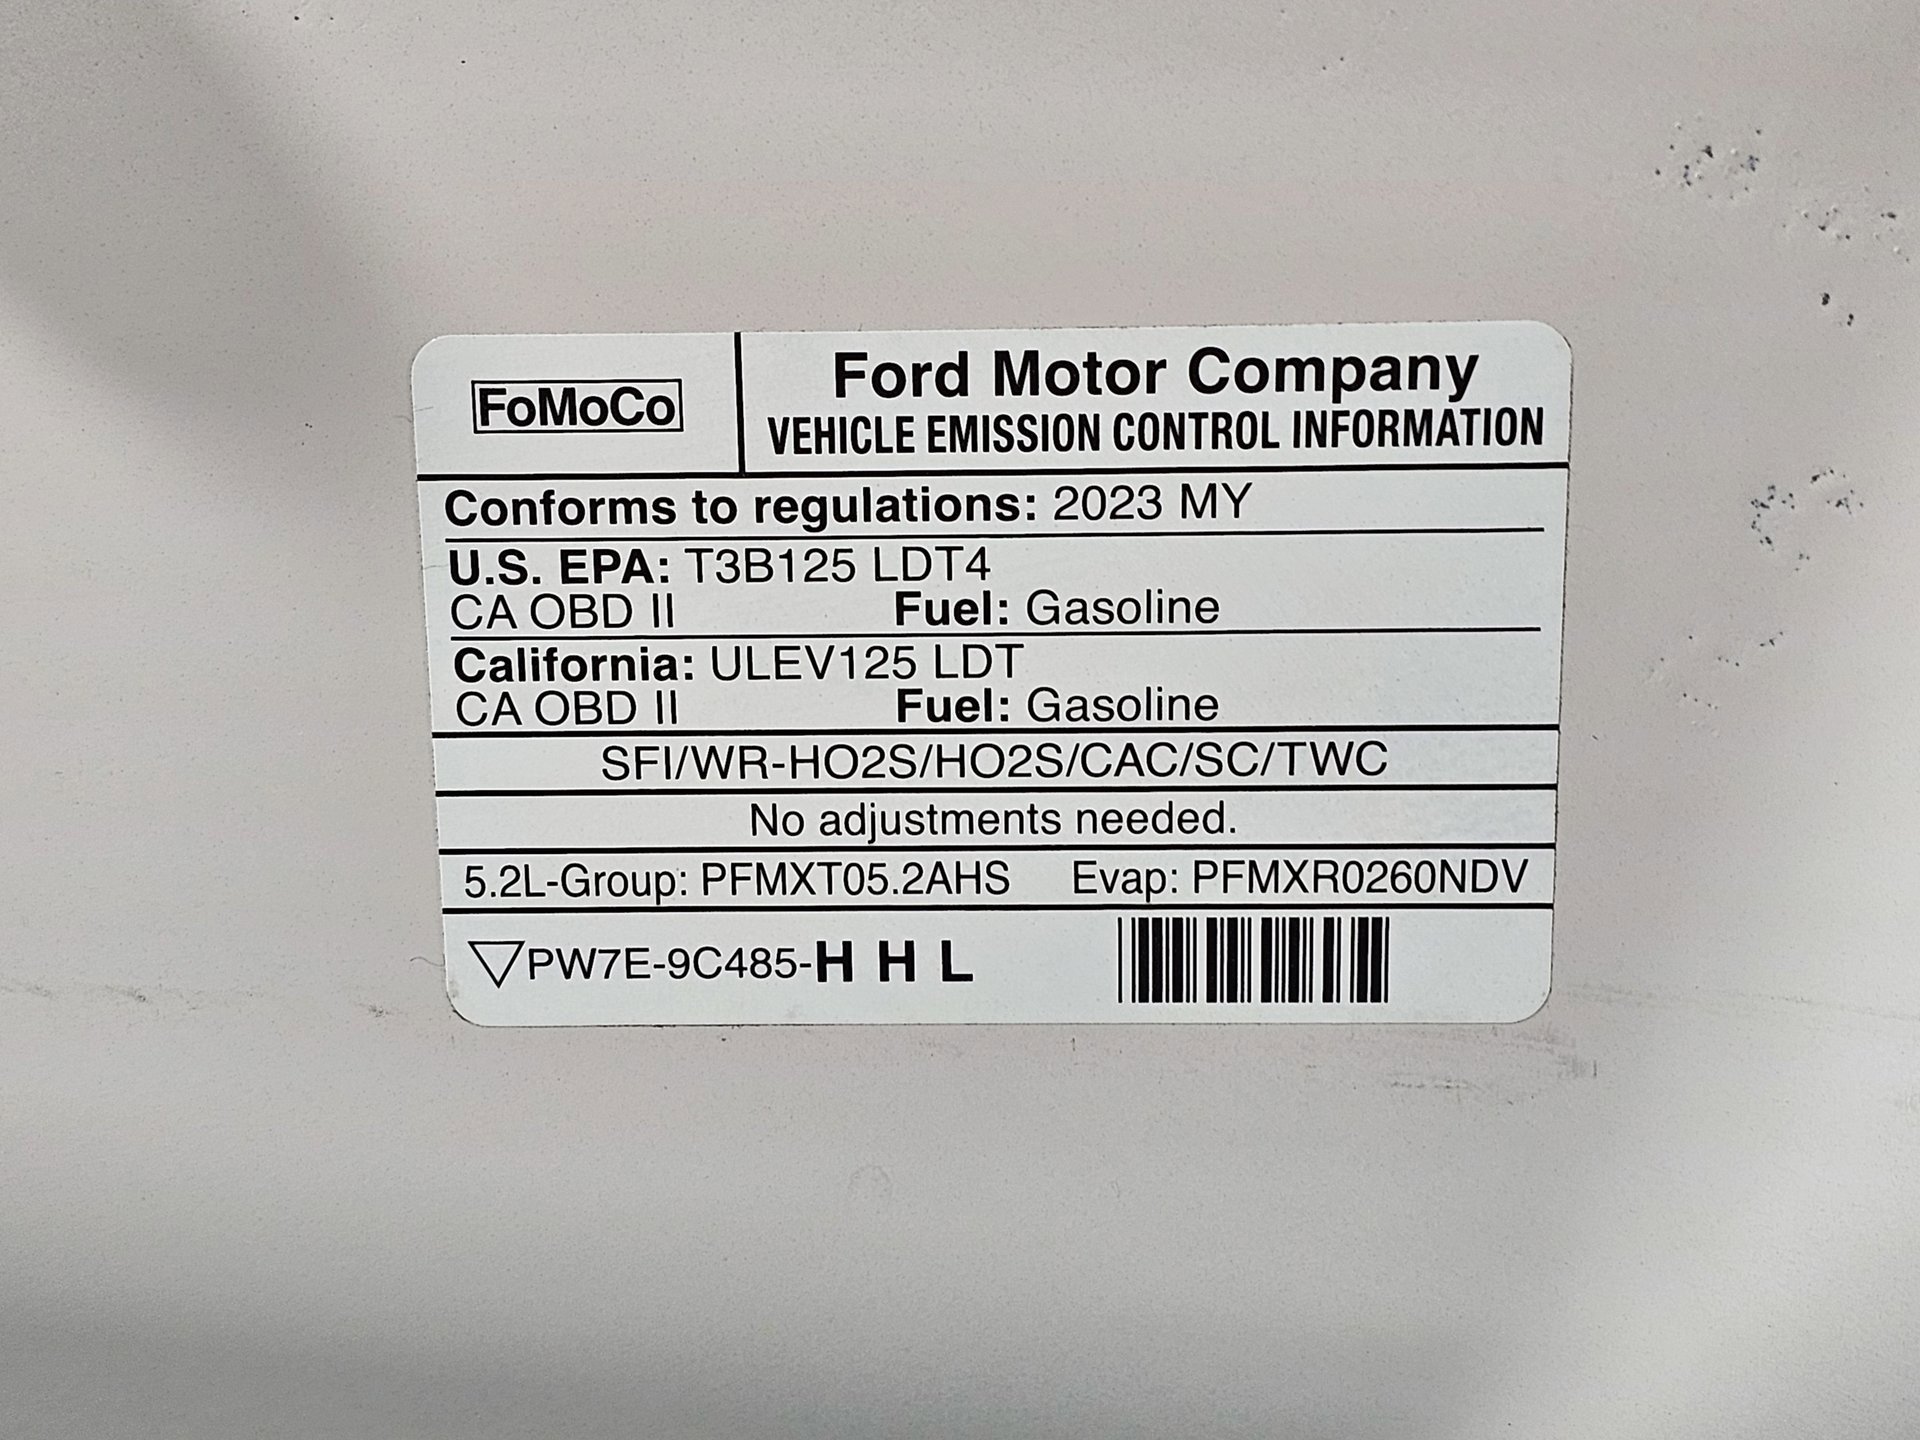 FoMoCo
Ford Motor Company
VEHICLE EMISSION CONTROL INFORMATION
Conforms to regulations: 2023 MY
U.S. EPA: T3B125 LDT4
CA OBD II Fuel: Gasoline
California: ULEV125 LDT
CA OBD II Fuel: Gasoline
SFI/WR-HO2S/HO2S/CAC/SC/TWC
No adjustments needed.
5.2L-Group: PFMXT05.2AHS Evap: PFMXR0260NDV
PW7E-9C485-H H L